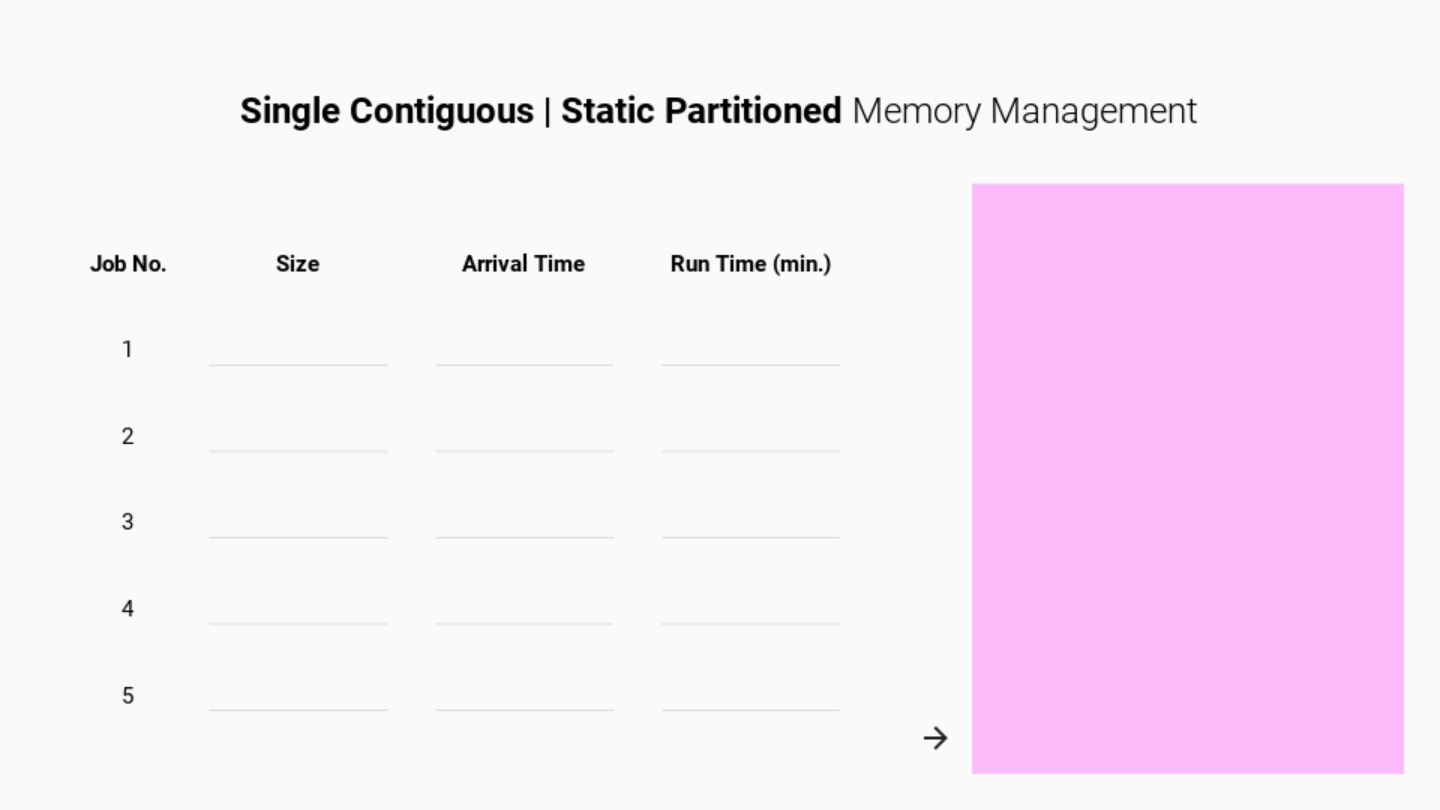 Single Contiguous | Static Partitioned Memory Management
Job No. Size Arrival Time Run Time (min.)
1
2
3
4
5